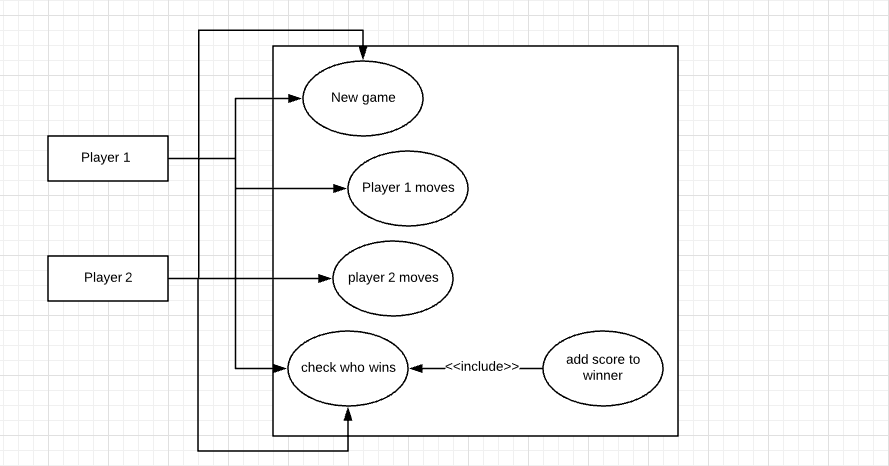 New game
Player 1
Player 1 moves
Player 2
player 2 moves
check who wins
<<include>>
add score to
winner